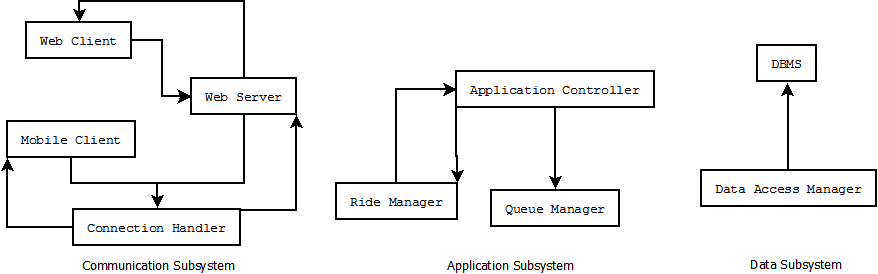 Web Client
Web Server
Mobile Client
Connection Handler
Communication Subsystem
Application Controller
Ride Manager
Queue Manager
Application Subsystem
DBMS
Data Access Manager
Data Subsystem